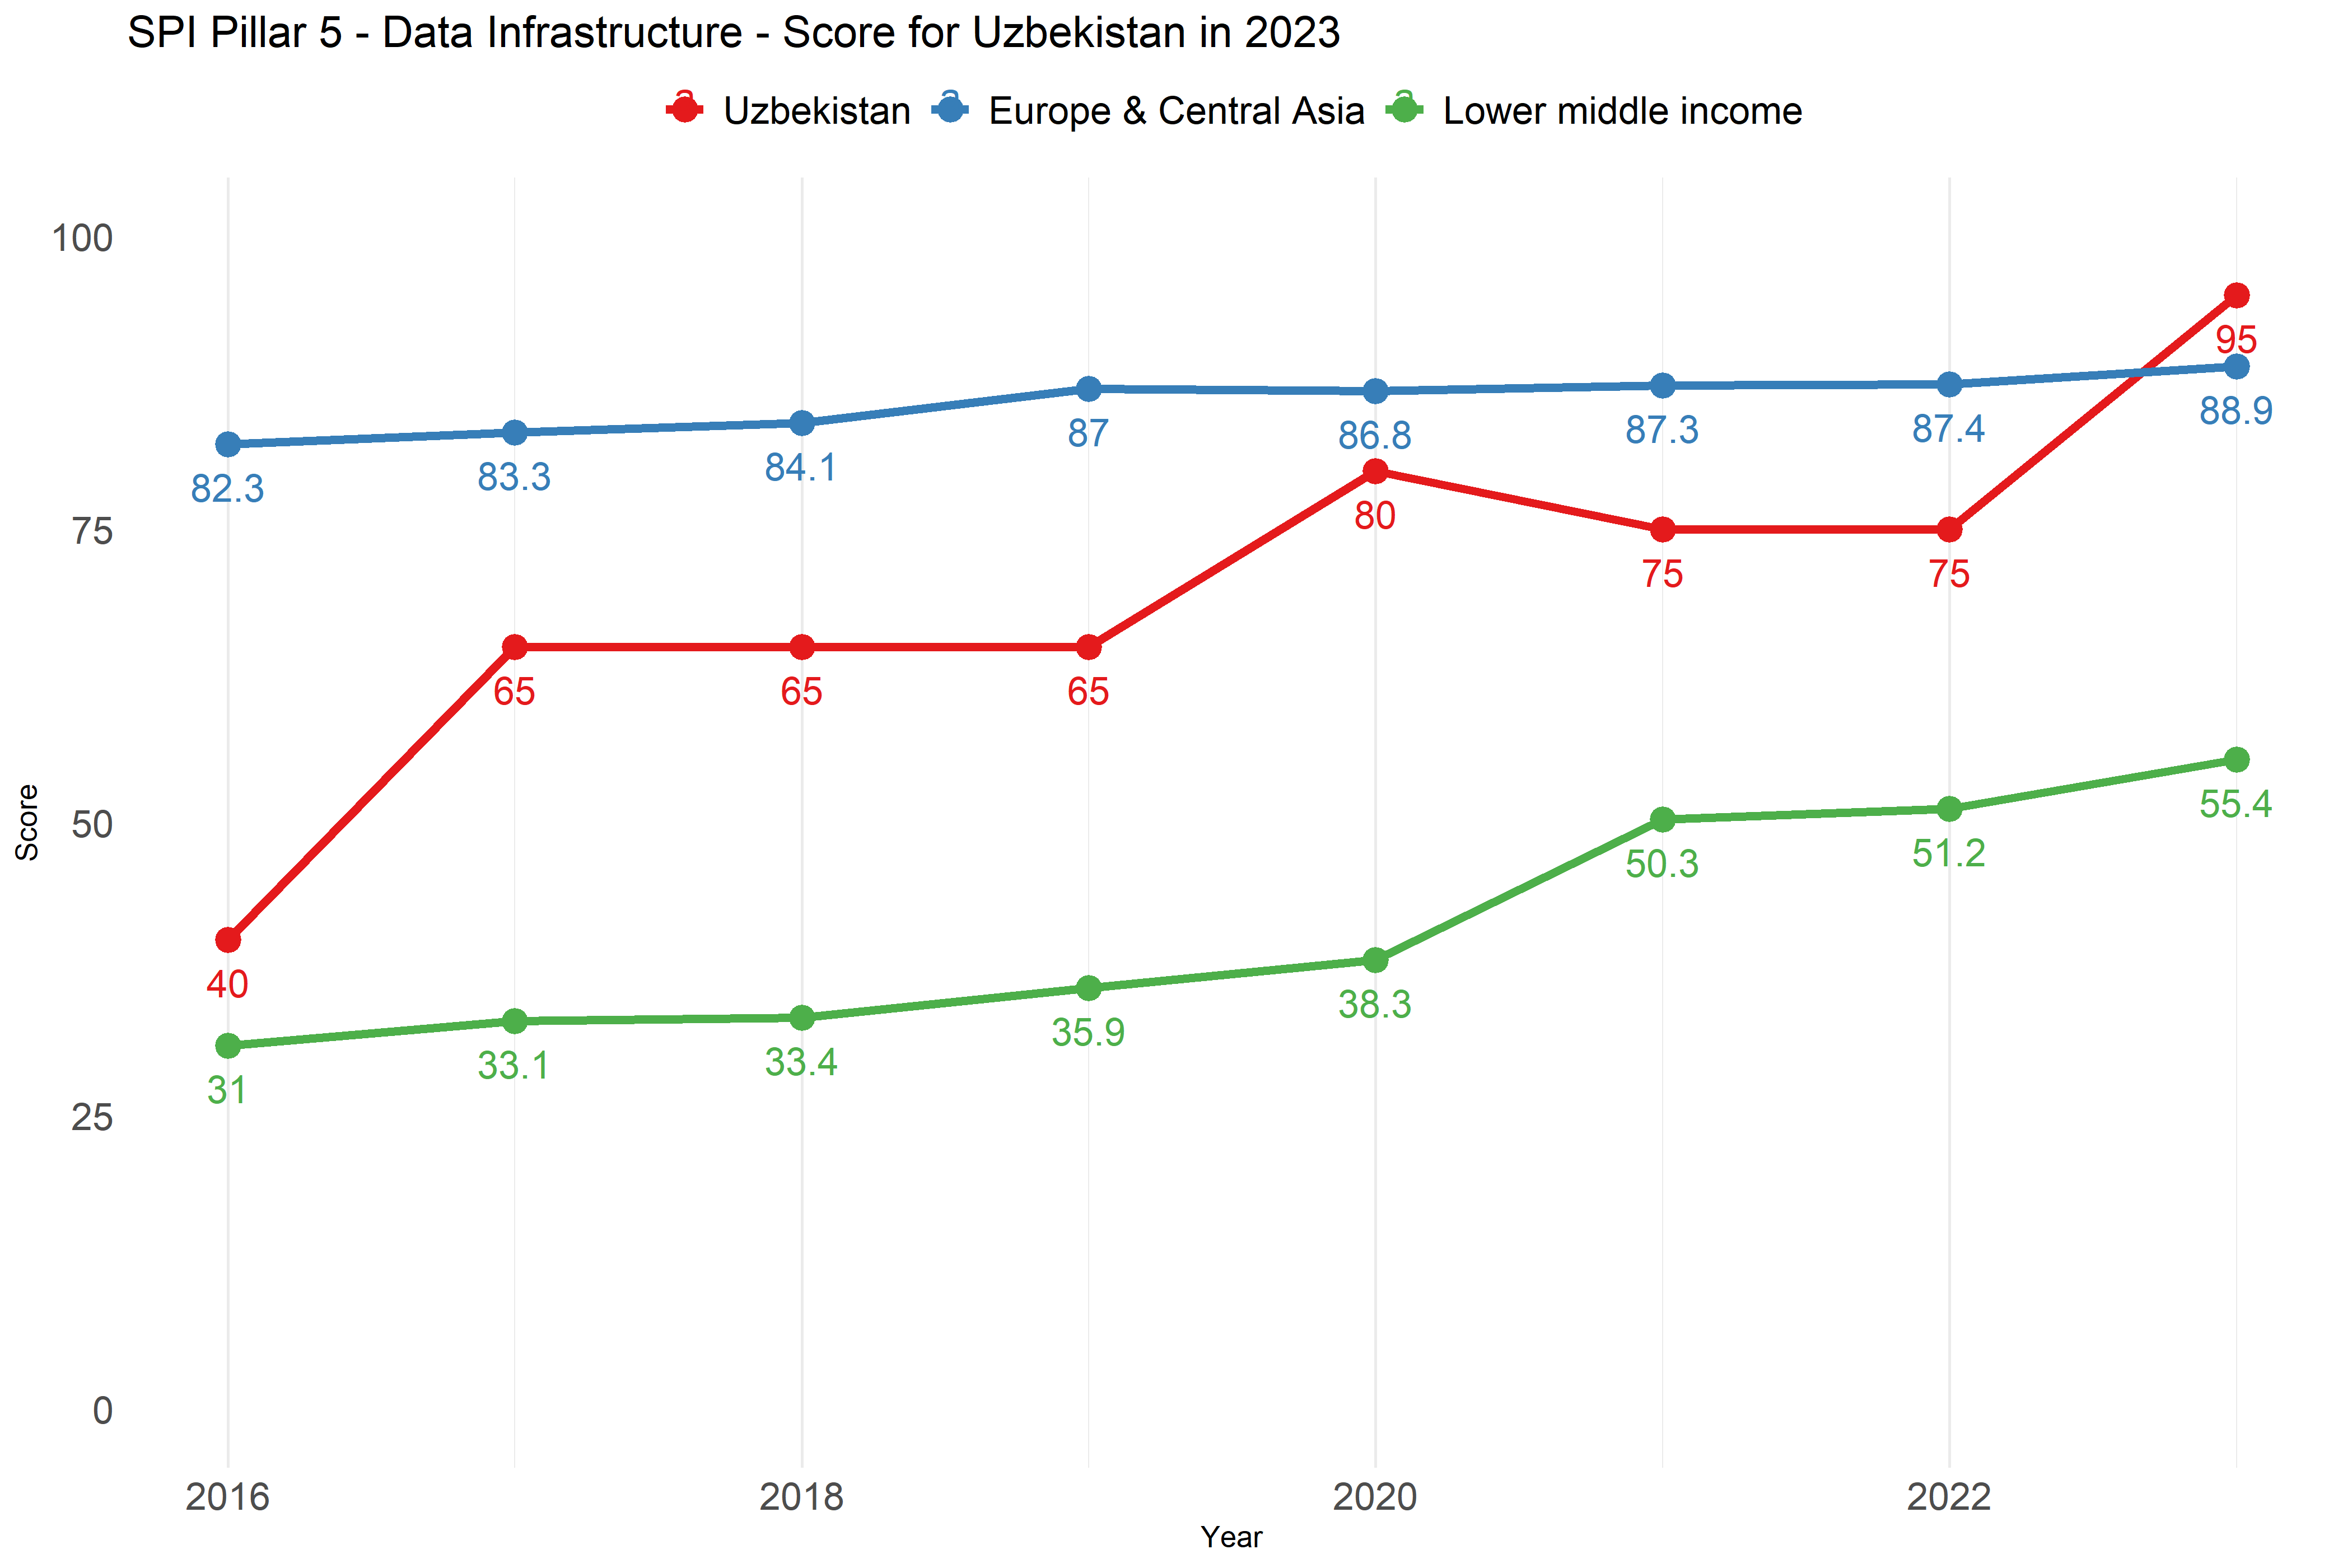 SPI Pillar 5 - Data Infrastructure - Score for Uzbekistan in 2023
Uzbekistan Europe & Central Asia Lower middle income
100
75
50
25
0
Score
82.3 83.3 84.1 87 86.8 87.3 87.4 88.9
40 65 65 65 80 75 75 95
31 33.1 33.4 35.9 38.3 50.3 51.2 55.4
2016 2018 2020 2022
Year